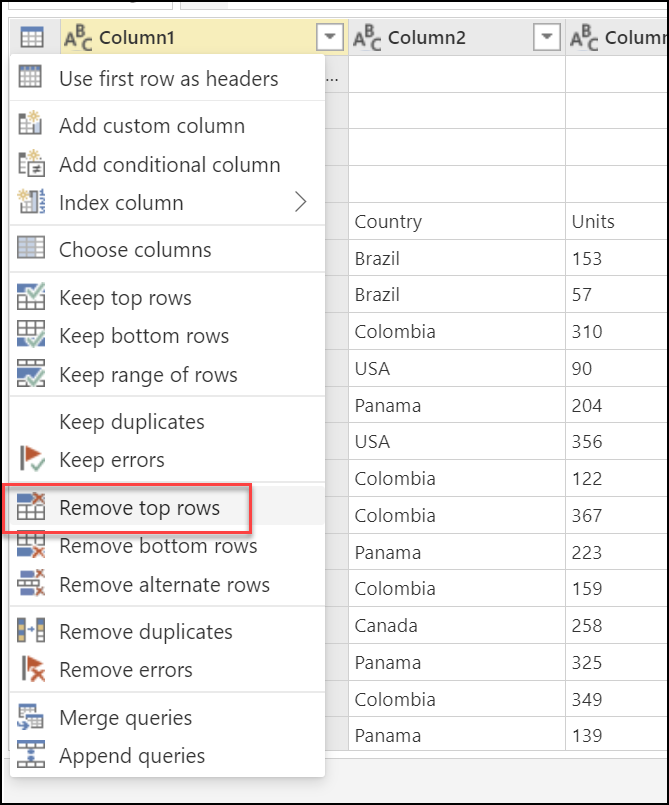 ABC Column1 ABC Column2 ABC Column
Use first row as headers ...
Add custom column
Add conditional column
Index column
Country Units
Choose columns
Brazil 153
Keep top rows
Brazil 57
Keep bottom rows
Colombia 310
Keep range of rows
USA 90
Panama 204
Keep duplicates
USA 356
Keep errors
Colombia 122
Remove top rows
Colombia 367
Remove bottom rows
Panama 223
Remove alternate rows
Colombia 159
Remove duplicates
Canada 258
Remove errors
Panama 325
Colombia 349
Merge queries
Panama 139
Append queries